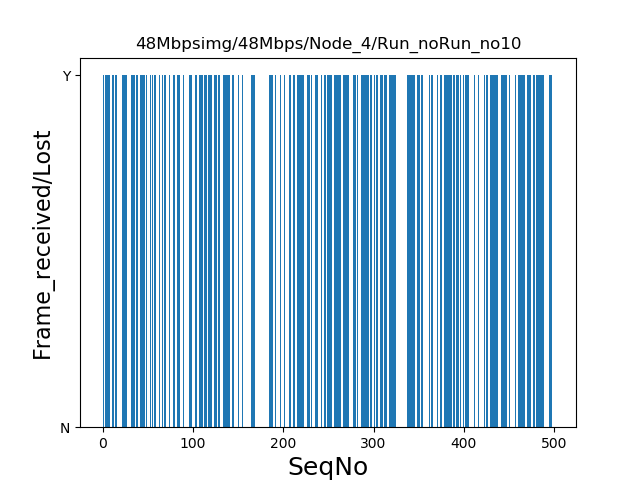 48Mbpsimg/48Mbps/Node_4/Run_noRun_no10
Y
Frame_received/Lost
N
0 100 200 300 400 500
SeqNo